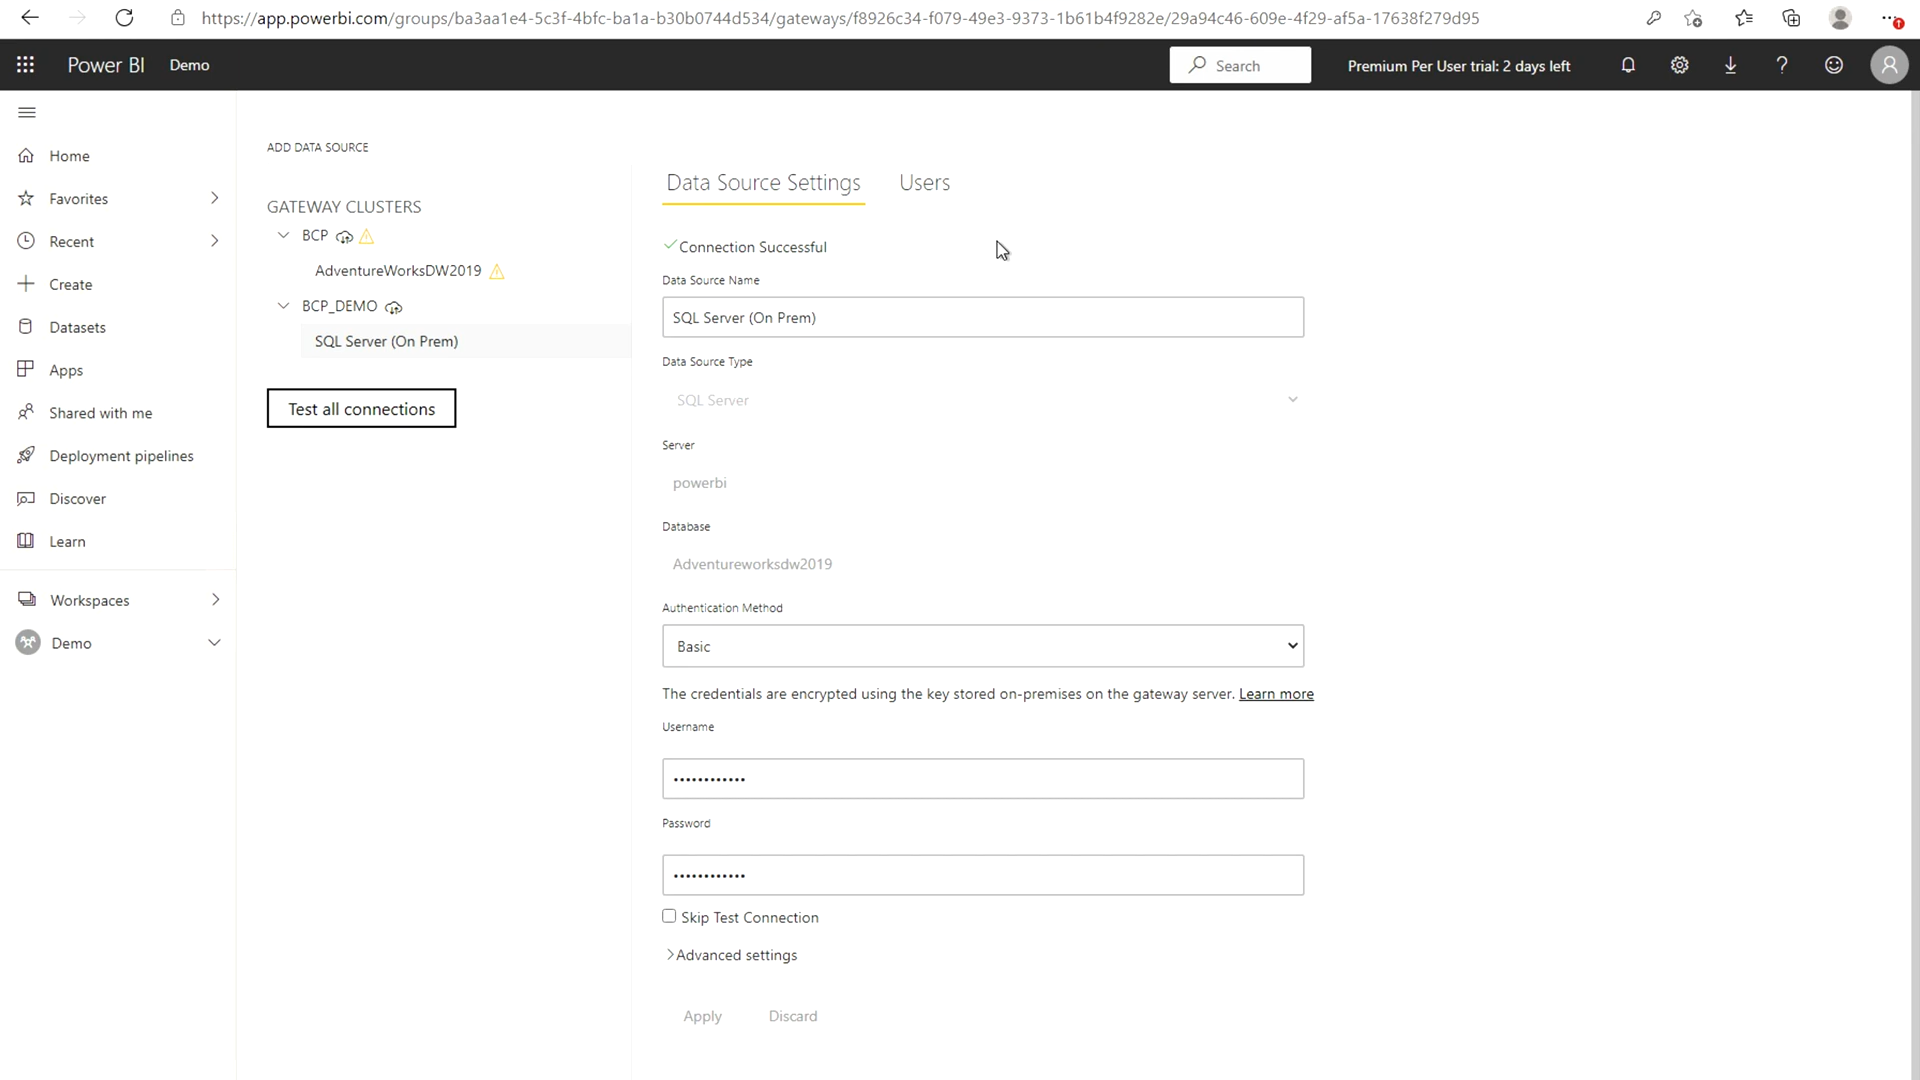 https://app.powerbi.com/groups/ba3aa1e4-5c3f-4bfc-ba1a-b30b0744d534/gateways/f8926c34-f079-49e3-9373-1b61b4f9282e/29a94c46-609e-4f29-af5a-17638f279d95
Power BI Demo Search Premium Per User trial: 2 days left
Home
Favorites
Recent
Create
Datasets
Apps
Shared with me
Deployment pipelines
Discover
Learn
Workspaces
Demo
ADD DATA SOURCE
GATEWAY CLUSTERS
BCP
AdventureWorksDW2019
BCP_DEMO
SQL Server (On Prem)
Test all connections
Data Source Settings Users
Connection Successful
Data Source Name
SQL Server (On Prem)
Data Source Type
SQL Server
Server
powerbi
Database
Adventureworksdw2019
Authentication Method
Basic
The credentials are encrypted using the key stored on-premises on the gateway server. Learn more
Username
••••••••••••
Password
••••••••••••
Skip Test Connection
Advanced settings
Apply Discard